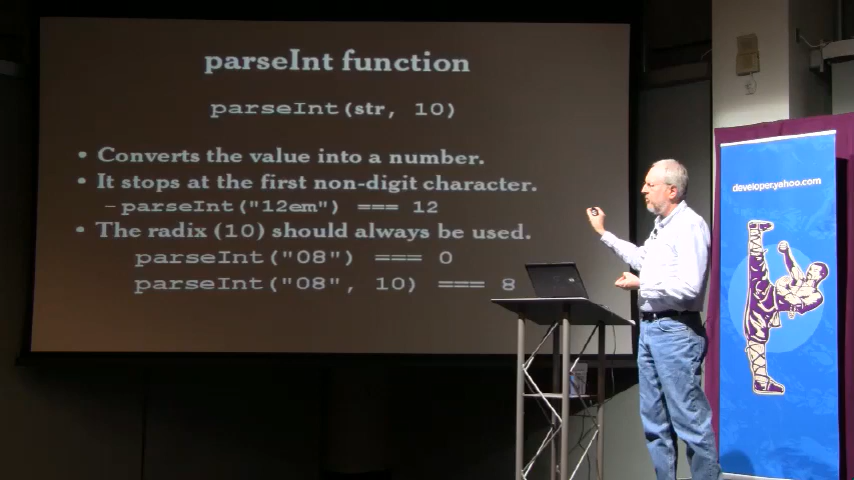 parseInt function
parseInt(str, 10)
• Converts the value into a number.
• It stops at the first non-digit character.
– parseInt("12em") === 12
• The radix (10) should always be used.
parseInt("08") === 0
parseInt("08", 10) === 8
developer.yahoo.com